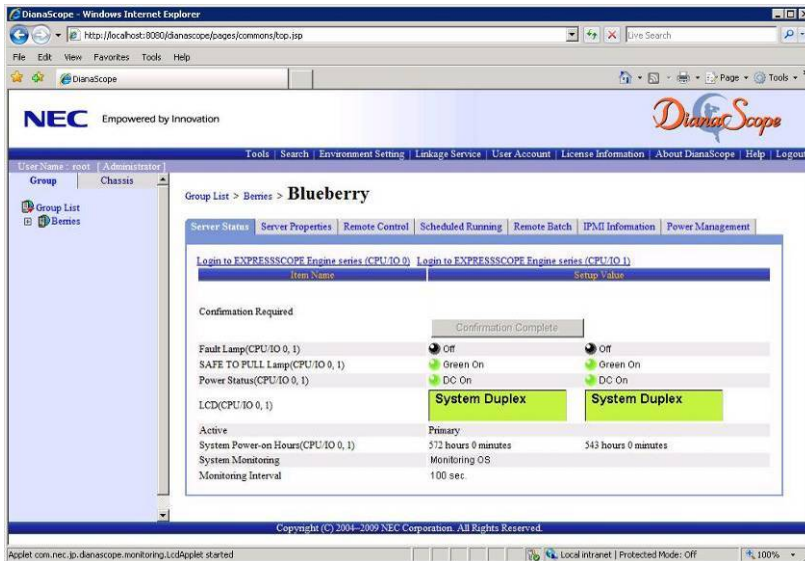 DianaScope - Windows Internet Explorer
http://localhost:8080/dianascope/pages/commons/top.jsp
Live Search
File Edit View Favorites Tools Help
DianaScope
Page Tools
NEC Empowered by Innovation
DianaScope
Tools | Search | Environment Setting | Linkage Service | User Account | License Information | About DianaScope | Help | Logout
User Name : root [ Administrator ]
Group Chassis
Group List
Berries
Group List > Berries > Blueberry
Server Status Server Properties Remote Control Scheduled Running Remote Batch IPMI Information Power Management
Login to EXPRESSSCOPE Engine series (CPU/IO 0) Login to EXPRESSSCOPE Engine series (CPU/IO 1)
Item Name Setup Value
Confirmation Required
Confirmation Complete
Fault Lamp(CPU/IO 0, 1) Off Off
SAFE TO PULL Lamp(CPU/IO 0, 1) Green On Green On
Power Status(CPU/IO 0, 1) DC On DC On
LCD(CPU/IO 0, 1) System Duplex System Duplex
Active Primary
System Power-on Hours(CPU/IO 0, 1) 572 hours 0 minutes 543 hours 0 minutes
System Monitoring Monitoring OS
Monitoring Interval 100 sec
Copyright (C) 2004-2009 NEC Corporation. All Rights Reserved.
Applet com.nec.jp.dianascope.monitoring.LcdApplet started
Local intranet | Protected Mode: Off 100%